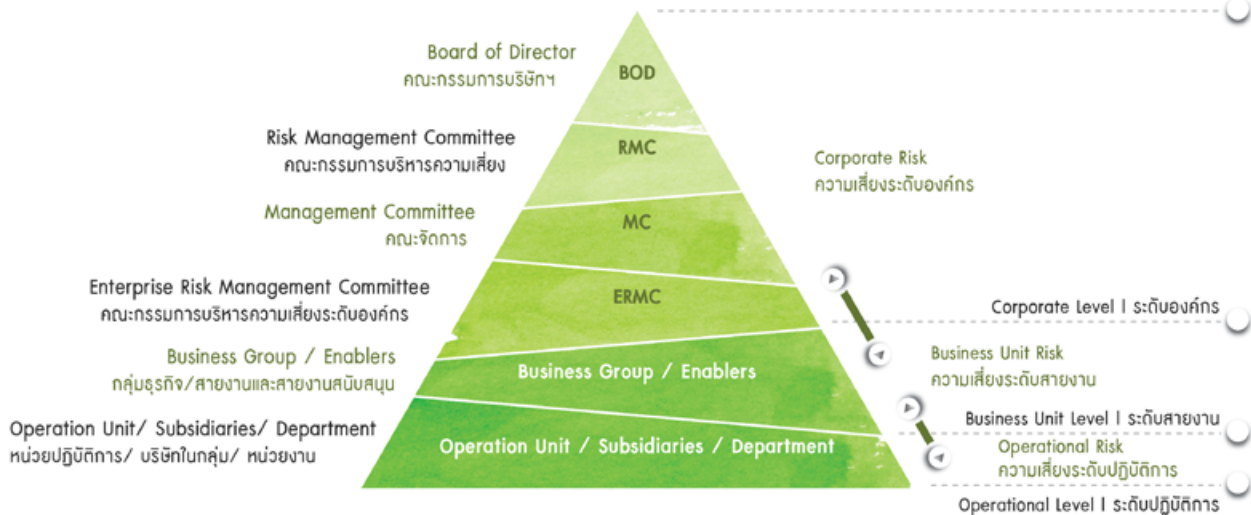 Board of Director
คณะกรรมการบริษัทฯ
BOD
Risk Management Committee
คณะกรรมการบริหารความเสี่ยง
RMC
Corporate Risk
ความเสี่ยงระดับองค์กร
Management Committee
คณะจัดการ
MC
Enterprise Risk Management Committee
คณะกรรมการบริหารความเสี่ยงระดับองค์กร
ERMC
Corporate Level | ระดับองค์กร
Business Group / Enablers
กลุ่มธุรกิจ/สายงานและสายงานสนับสนุน
Business Group / Enablers
Business Unit Risk
ความเสี่ยงระดับสายงาน
Business Unit Level | ระดับสายงาน
Operation Unit/ Subsidiaries/ Department
หน่วยปฏิบัติการ/ บริษัทในกลุ่ม/ หน่วยงาน
Operation Unit / Subsidiaries / Department
Operational Risk
ความเสี่ยงระดับปฏิบัติการ
Operational Level | ระดับปฏิบัติการ